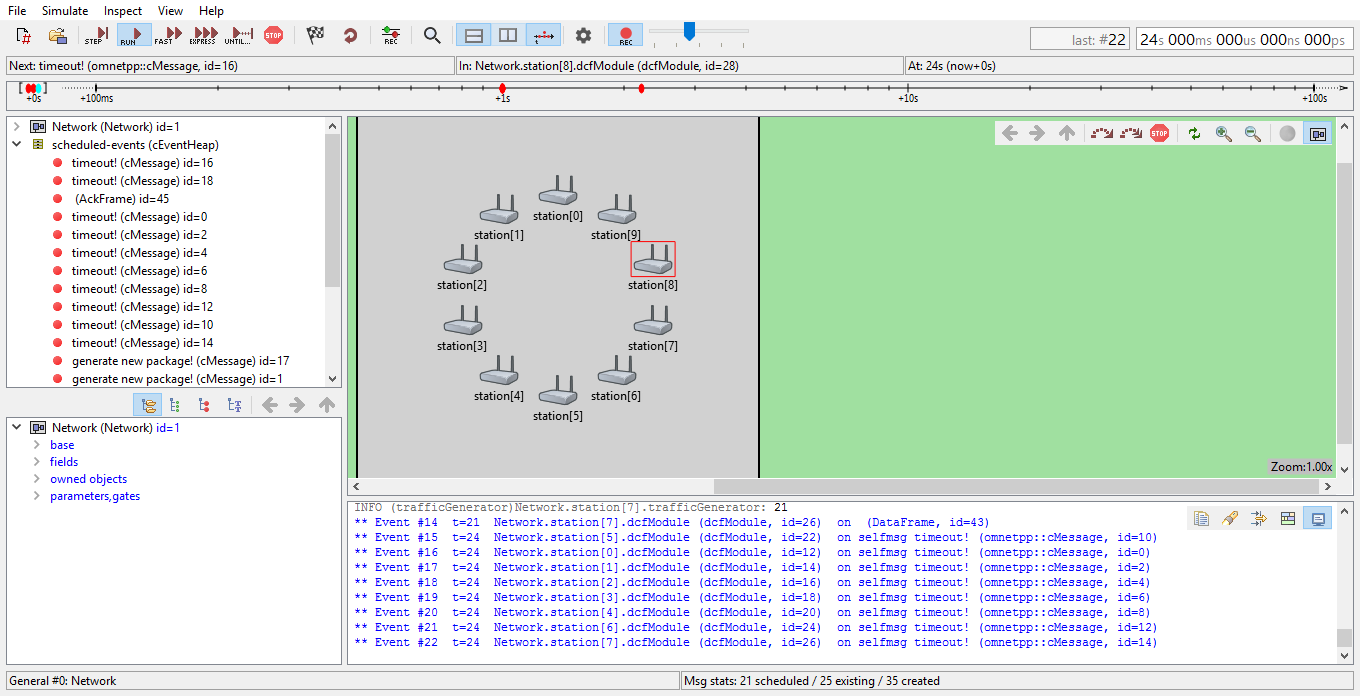 File Simulate Inspect View Help
STEP RUN FAST EXPRESS UNTIL... STOP REC REC last: #22 24s 000ms 000us 000ns 000ps
Next: timeout! (omnetpp::cMessage, id=16) In: Network.station[8].dcfModule (dcfModule, id=28) At: 24s (now+0s)
+0s +100ms +1s +10s +100s
Network (Network) id=1
scheduled-events (cEventHeap)
timeout! (cMessage) id=16
timeout! (cMessage) id=18
(AckFrame) id=45
timeout! (cMessage) id=0
timeout! (cMessage) id=2
timeout! (cMessage) id=4
timeout! (cMessage) id=6
timeout! (cMessage) id=8
timeout! (cMessage) id=12
timeout! (cMessage) id=10
timeout! (cMessage) id=14
generate new package! (cMessage) id=17
generate new package! (cMessage) id=1
Network (Network) id=1
base
fields
owned objects
parameters,gates
STOP
station[0]
station[1] station[9]
station[2] station[8]
station[3] station[7]
station[4] station[6]
station[5]
Zoom:1.00x
INFO (trafficGenerator)Network.station[7].trafficGenerator: 21
** Event #14 t=21 Network.station[7].dcfModule (dcfModule, id=26) on (DataFrame, id=43)
** Event #15 t=24 Network.station[5].dcfModule (dcfModule, id=22) on selfmsg timeout! (omnetpp::cMessage, id=10)
** Event #16 t=24 Network.station[0].dcfModule (dcfModule, id=12) on selfmsg timeout! (omnetpp::cMessage, id=0)
** Event #17 t=24 Network.station[1].dcfModule (dcfModule, id=14) on selfmsg timeout! (omnetpp::cMessage, id=2)
** Event #18 t=24 Network.station[2].dcfModule (dcfModule, id=16) on selfmsg timeout! (omnetpp::cMessage, id=4)
** Event #19 t=24 Network.station[3].dcfModule (dcfModule, id=18) on selfmsg timeout! (omnetpp::cMessage, id=6)
** Event #20 t=24 Network.station[4].dcfModule (dcfModule, id=20) on selfmsg timeout! (omnetpp::cMessage, id=8)
** Event #21 t=24 Network.station[6].dcfModule (dcfModule, id=24) on selfmsg timeout! (omnetpp::cMessage, id=12)
** Event #22 t=24 Network.station[7].dcfModule (dcfModule, id=26) on selfmsg timeout! (omnetpp::cMessage, id=14)
General #0: Network Msg stats: 21 scheduled / 25 existing / 35 created